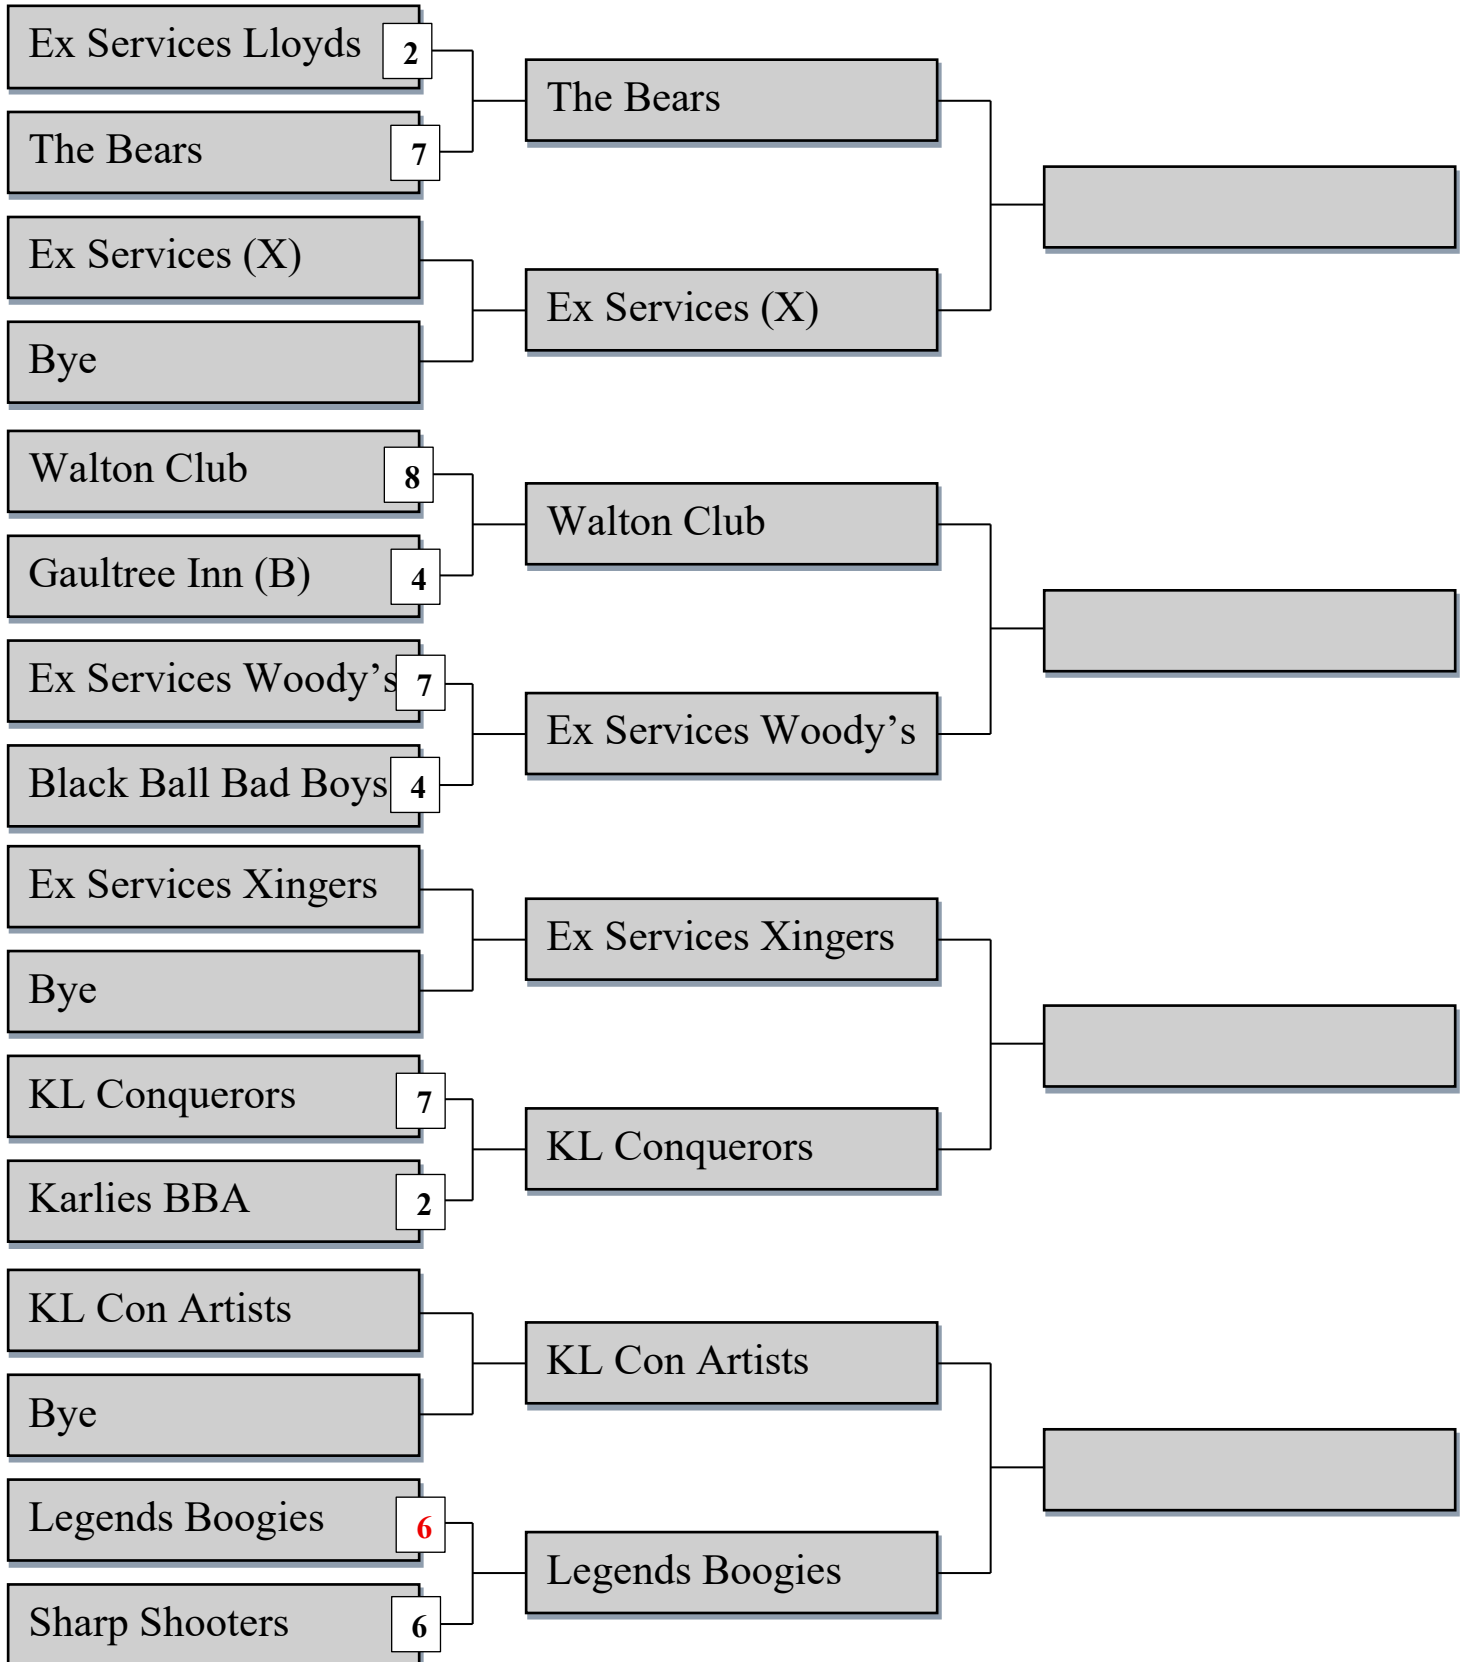 Ex Services Lloyds 2
The Bears 7
The Bears
Ex Services (X)
Bye
Ex Services (X)
Walton Club 8
Gaultree Inn (B) 4
Walton Club
Ex Services Woody’s 7
Black Ball Bad Boys 4
Ex Services Woody’s
Ex Services Xingers
Bye
Ex Services Xingers
KL Conquerors 7
Karlies BBA 2
KL Conquerors
KL Con Artists
Bye
KL Con Artists
Legends Boogies 6
Sharp Shooters 6
Legends Boogies